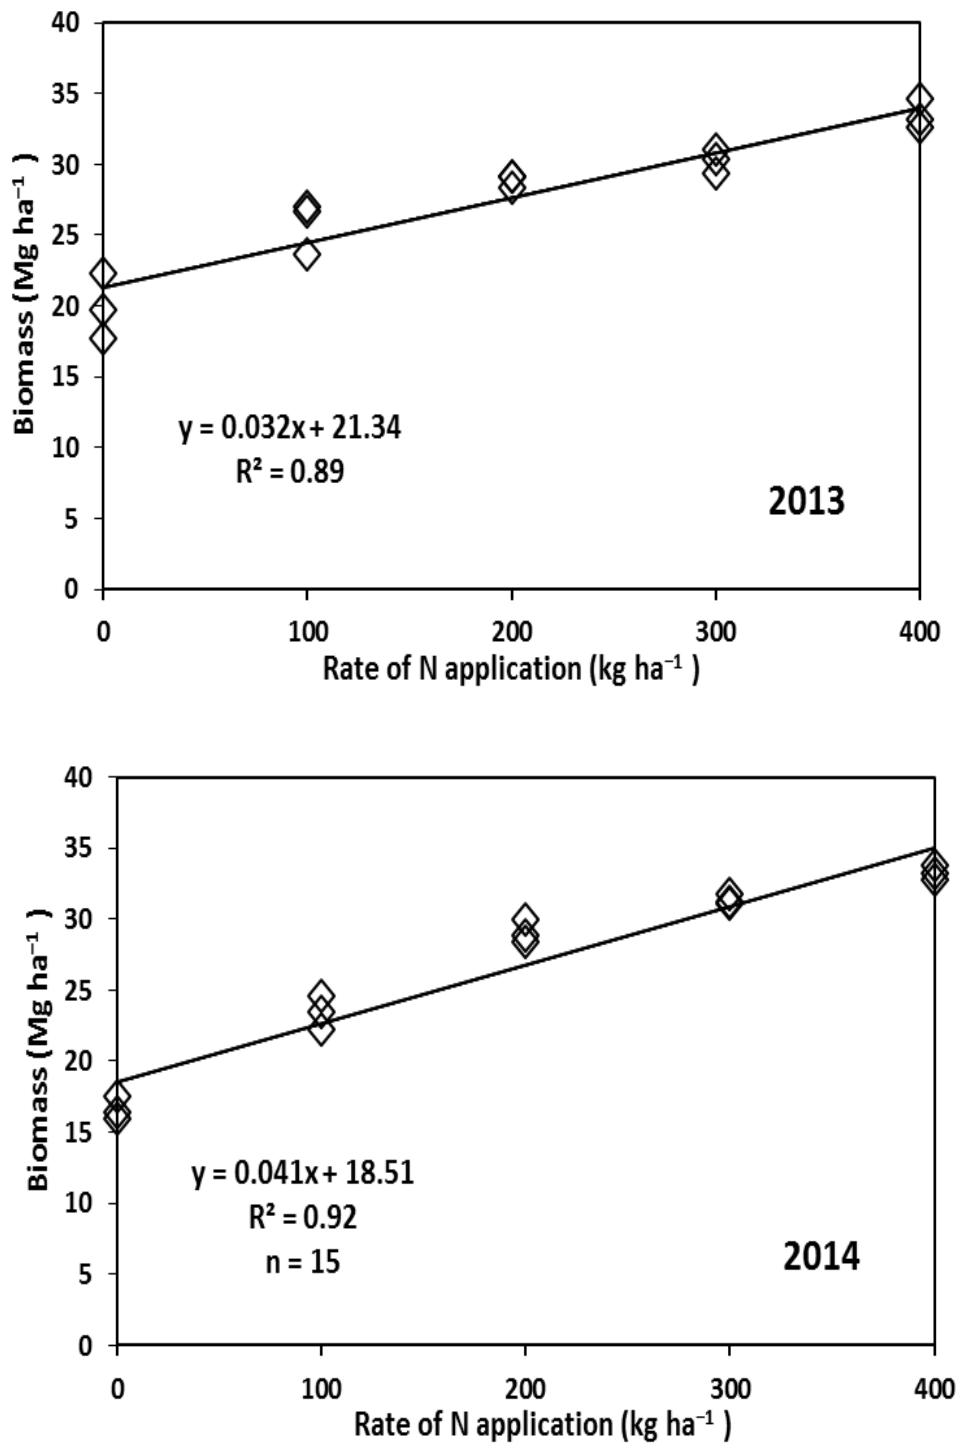 40
35
30
25
20
15
10
5
0
Biomass (Mg ha⁻¹ )
y = 0.032x + 21.34
R² = 0.89
2013
0 100 200 300 400
Rate of N application (kg ha⁻¹ )
40
35
30
25
20
15
10
5
0
Biomass (Mg ha⁻¹ )
y = 0.041x + 18.51
R² = 0.92
n = 15
2014
0 100 200 300 400
Rate of N application (kg ha⁻¹ )